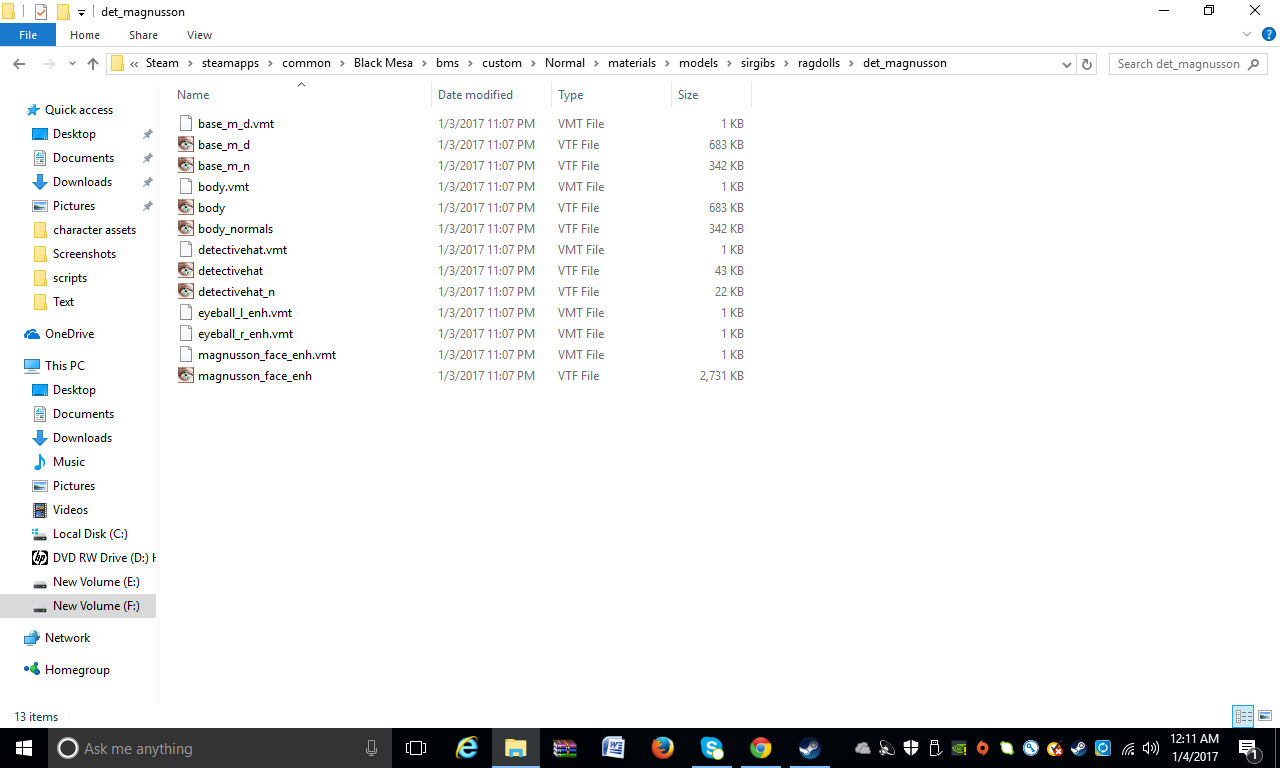 det_magnusson
File Home Share View
« Steam > steamapps > common > Black Mesa > bms > custom > Normal > materials > models > sirgibs > ragdolls > det_magnusson
Search det_magnusson
Name Date modified Type Size
Quick access
Desktop
Documents
Downloads
Pictures
character assets
Screenshots
scripts
Text
OneDrive
This PC
Desktop
Documents
Downloads
Music
Pictures
Videos
Local Disk (C:)
DVD RW Drive (D:) H
New Volume (E:)
New Volume (F:)
Network
Homegroup
base_m_d.vmt 1/3/2017 11:07 PM VMT File 1 KB
base_m_d 1/3/2017 11:07 PM VTF File 683 KB
base_m_n 1/3/2017 11:07 PM VTF File 342 KB
body.vmt 1/3/2017 11:07 PM VMT File 1 KB
body 1/3/2017 11:07 PM VTF File 683 KB
body_normals 1/3/2017 11:07 PM VTF File 342 KB
detectivehat.vmt 1/3/2017 11:07 PM VMT File 1 KB
detectivehat 1/3/2017 11:07 PM VTF File 43 KB
detectivehat_n 1/3/2017 11:07 PM VTF File 22 KB
eyeball_l_enh.vmt 1/3/2017 11:07 PM VMT File 1 KB
eyeball_r_enh.vmt 1/3/2017 11:07 PM VMT File 1 KB
magnusson_face_enh.vmt 1/3/2017 11:07 PM VMT File 1 KB
magnusson_face_enh 1/3/2017 11:07 PM VTF File 2,731 KB
13 items
Ask me anything
12:11 AM
1/4/2017
1